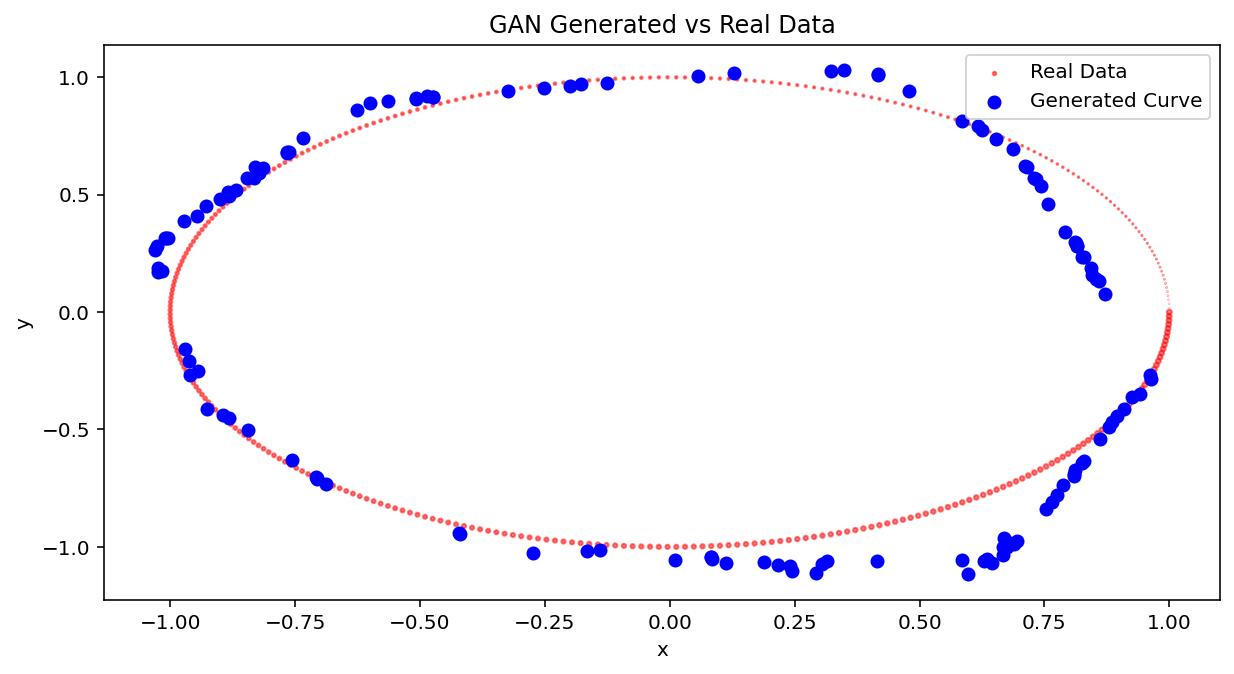 GAN Generated vs Real Data
Real Data
Generated Curve
1.0
0.5
0.0
−0.5
−1.0
y
−1.00 −0.75 −0.50 −0.25 0.00 0.25 0.50 0.75 1.00
x